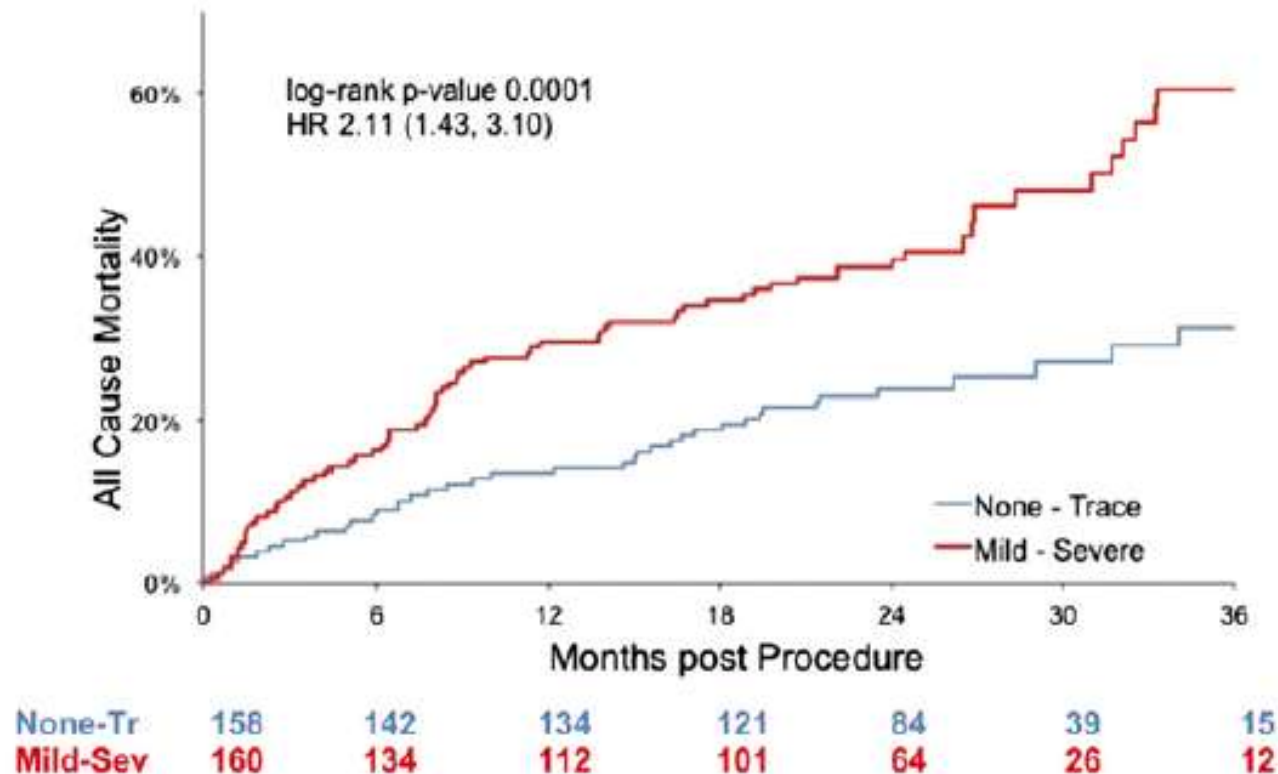 60%
log-rank p-value 0.0001
HR 2.11 (1.43, 3.10)
40%
All Cause Mortality
20%
None - Trace
Mild - Severe
0%
0 6 12 18 24 30 36
Months post Procedure
None-Tr 158 142 134 121 84 39 15
Mild-Sev 160 134 112 101 64 26 12